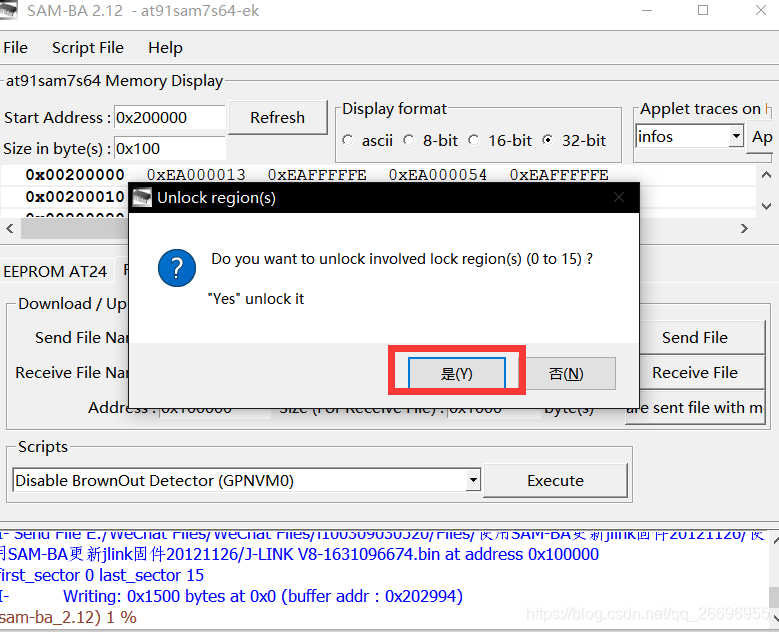 SAM-BA 2.12 - at91sam7s64-ek
File Script File Help
at91sam7s64 Memory Display
Start Address : 0x200000 Refresh
Size in byte(s) : 0x100
Display format
ascii 8-bit 16-bit 32-bit
Applet traces on
infos Ap
0x00200000 0xEA000013 0xEAFFFFFE 0xEA000054 0xEAFFFFFE
0x00200010
Unlock region(s)
Do you want to unlock involved lock region(s) (0 to 15) ?
"Yes" unlock it
是(Y) 否(N)
EEPROM AT24
Download / Up
Send File Nar Send File
Receive File Nar Receive File
Address : 0x100000 Size (For Receive File) : 0x1000 byte(s) are sent file with m
Scripts
Disable BrownOut Detector (GPNVM0) Execute
I- Send File E:/WeChat Files/WeChat Files/f100309030520/Files/使用SAM-BA更新jlink固件20121126/使
用SAM-BA更新jlink固件20121126/J-LINK V8-1631096674.bin at address 0x100000
first_sector 0 last_sector 15
I- Writing: 0x1500 bytes at 0x0 (buffer addr : 0x202994)
sam-ba_2.12) 1 %
https://blog.csdn.net/qq_26696955